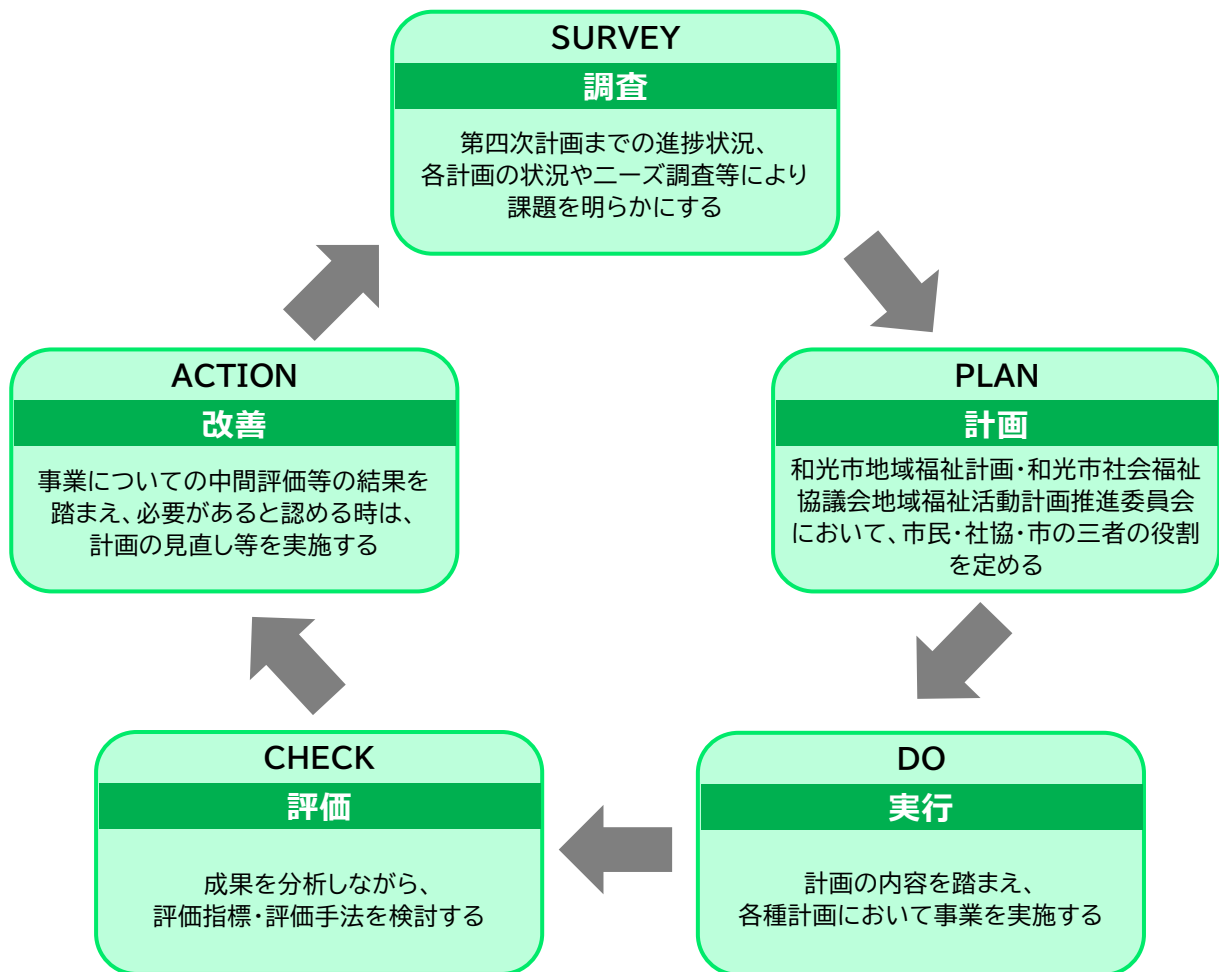 SURVEY
調査
第四次計画までの進捗状況、
各計画の状況やニーズ調査等により
課題を明らかにする
PLAN
計画
和光市地域福祉計画・和光市社会福祉
協議会地域福祉活動計画推進委員会
において、市民・社協・市の三者の役割
を定める
DO
実行
計画の内容を踏まえ、
各種計画において事業を実施する
CHECK
評価
成果を分析しながら、
評価指標・評価手法を検討する
ACTION
改善
事業についての中間評価等の結果を
踏まえ、必要があると認める時は、
計画の見直し等を実施する